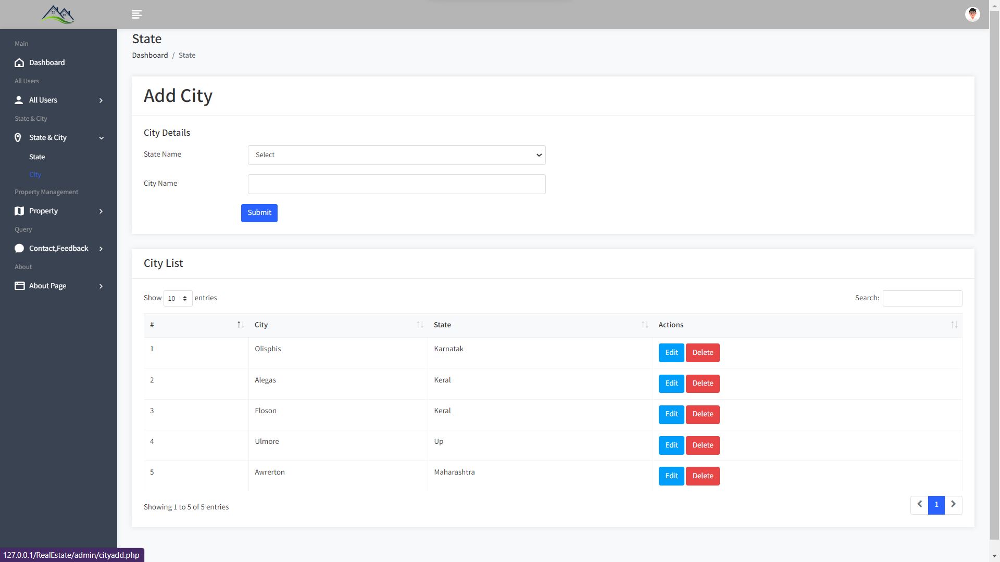 Main
Dashboard
All Users
All Users
State & City
State & City
State
City
Property Management
Property
Query
Contact,Feedback
About
About Page
State
Dashboard / State
Add City
City Details
State Name
Select
City Name
Submit
City List
Show 10 entries
Search:
# City State Actions
1 Olisphis Karnatak Edit Delete
2 Alegas Keral Edit Delete
3 Floson Keral Edit Delete
4 Ulmore Up Edit Delete
5 Awrerton Maharashtra Edit Delete
Showing 1 to 5 of 5 entries
1
127.0.0.1/RealEstate/admin/cityadd.php